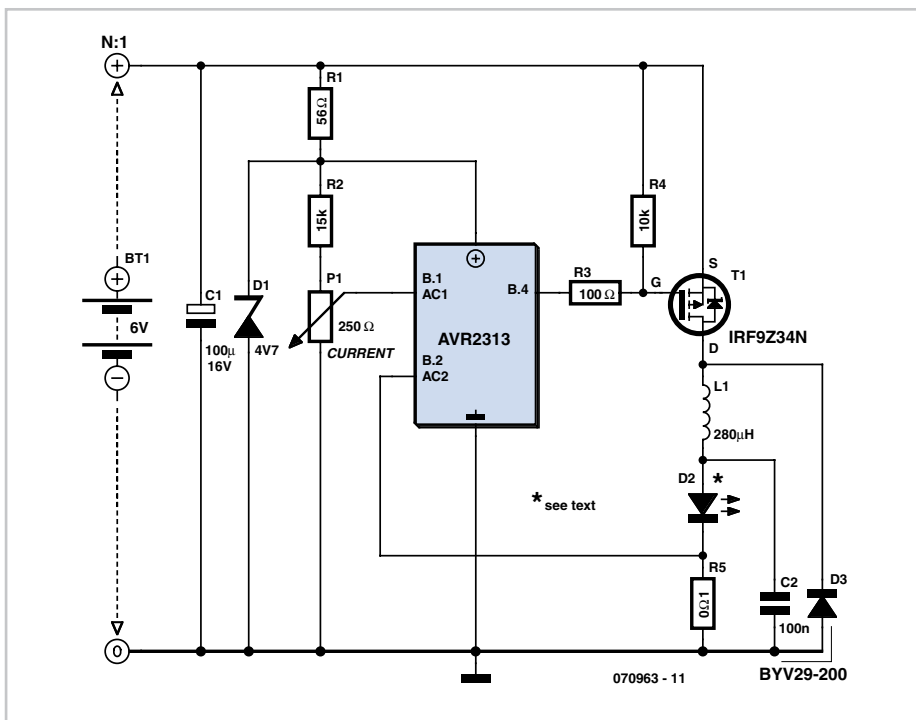 N:1
R1
56Ω
R2
15k
R4
10k
BT1
6V
C1
100µ
16V
D1
4V7
P1
250 Ω
CURRENT
B.1
AC1
B.4
AVR2313
B.2
AC2
R3
100 Ω
G
S
T1
IRF9Z34N
D
L1
280µH
D2
*
* see text
R5
0Ω1
C2
100n
D3
0
070963 - 11
BYV29-200